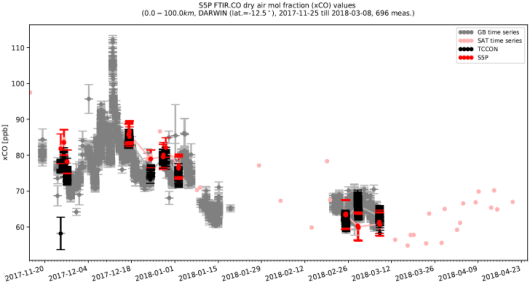 S5P FTIR.CO dry air mol fraction (xCO) values
(0.0 − 100.0km, DARWIN (lat.=-12.5°), 2017-11-25 till 2018-03-08, 696 meas.)
GB time series
SAT time series
TCCON
S5P
xCO [ppb]
110
100
90
80
70
60
2017-11-20
2017-12-04
2017-12-18
2018-01-01
2018-01-15
2018-01-29
2018-02-12
2018-02-26
2018-03-12
2018-03-26
2018-04-09
2018-04-23